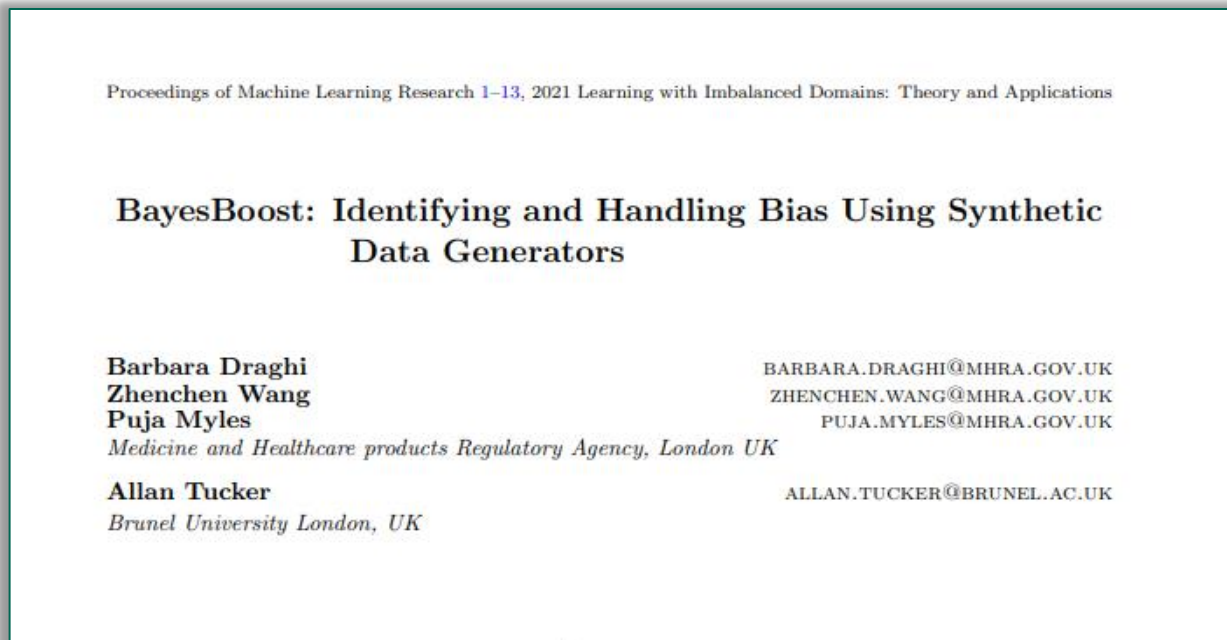 Proceedings of Machine Learning Research 1–13, 2021 Learning with Imbalanced Domains: Theory and Applications
BayesBoost: Identifying and Handling Bias Using Synthetic
Data Generators
Barbara Draghi BARBARA.DRAGHI@MHRA.GOV.UK
Zhenchen Wang ZHENCHEN.WANG@MHRA.GOV.UK
Puja Myles PUJA.MYLES@MHRA.GOV.UK
Medicine and Healthcare products Regulatory Agency, London UK
Allan Tucker ALLAN.TUCKER@BRUNEL.AC.UK
Brunel University London, UK